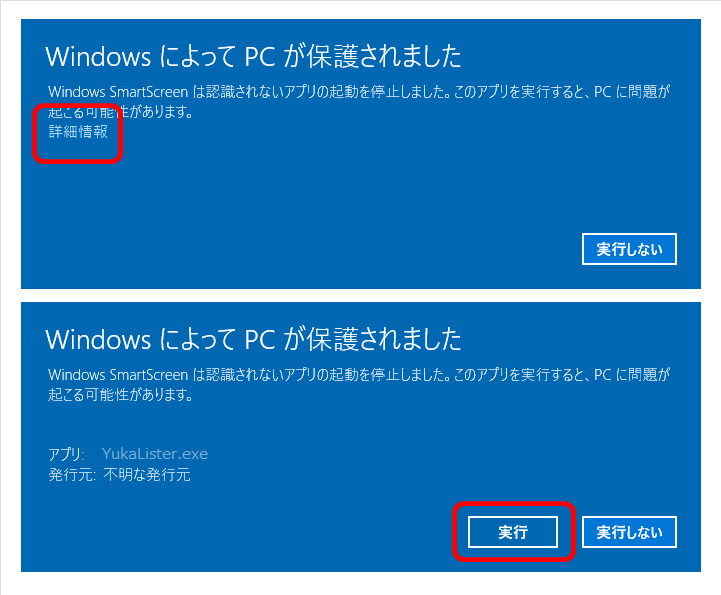 Windows によって PC が保護されました
Windows SmartScreen は認識されないアプリの起動を停止しました。このアプリを実行すると、PC に問題が
起こる可能性があります。
詳細情報
実行しない
Windows によって PC が保護されました
Windows SmartScreen は認識されないアプリの起動を停止しました。このアプリを実行すると、PC に問題が
起こる可能性があります。
アプリ: YukaLister.exe
発行元: 不明な発行元
実行 実行しない